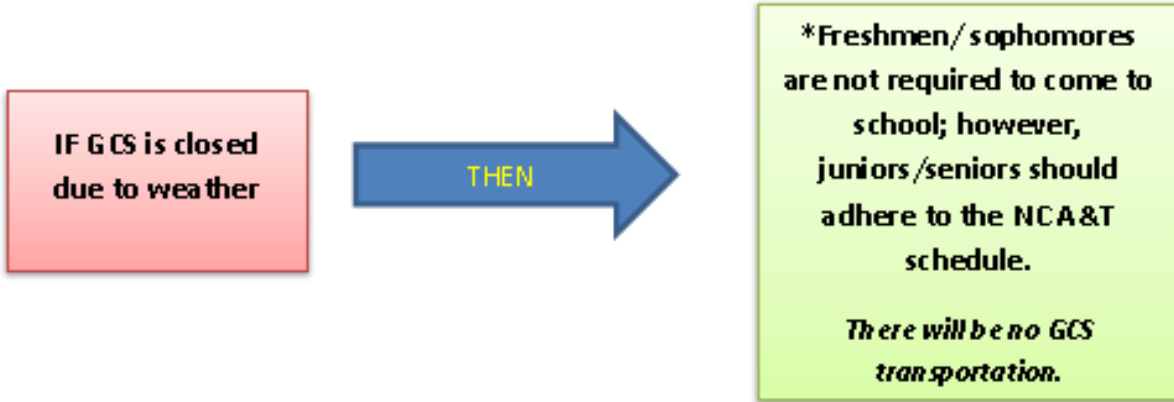 IF GCS is closed
due to weather
THEN
*Freshmen/ sophomores
are not required to come to
school; however,
juniors/seniors should
adhere to the NCA&T
schedule.
There will be no GCS
transportation.